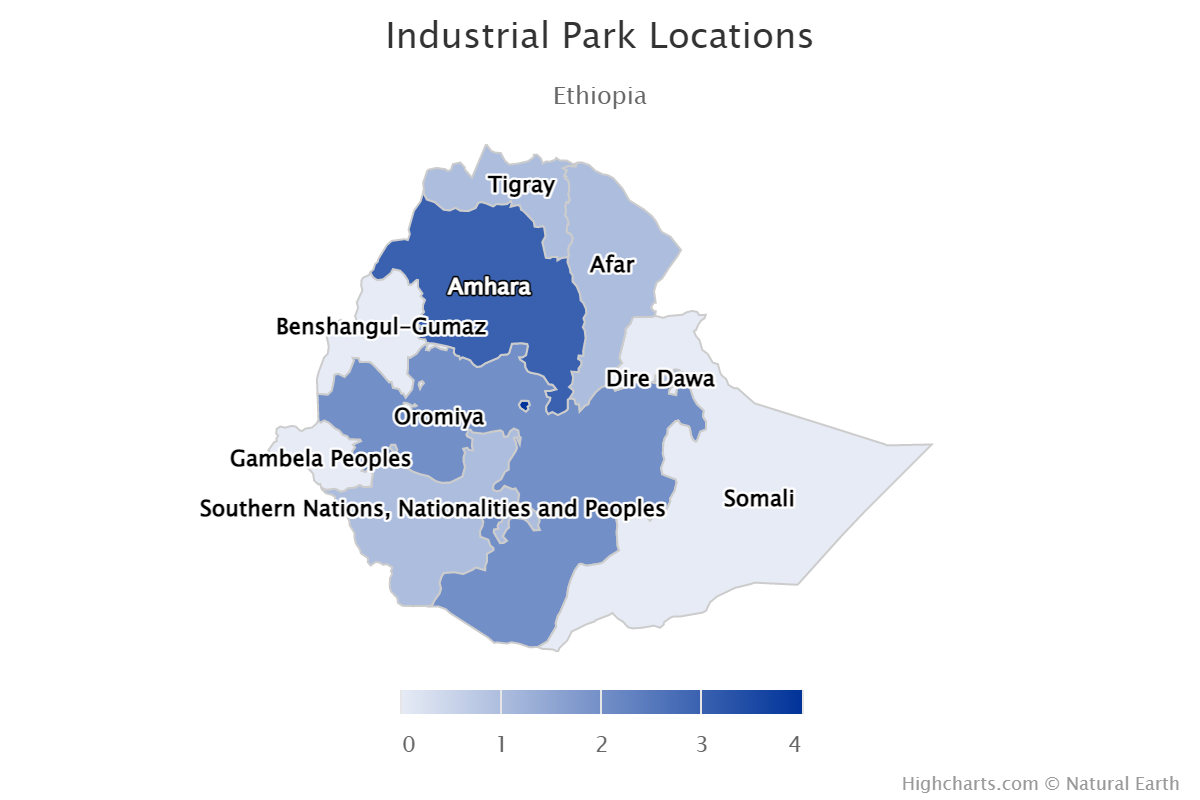 Industrial Park Locations
Ethiopia
Tigray
Afar
Amhara
Benshangul-Gumaz
Dire Dawa
Oromiya
Gambela Peoples
Somali
Southern Nations, Nationalities and Peoples
0 1 2 3 4
Highcharts.com © Natural Earth